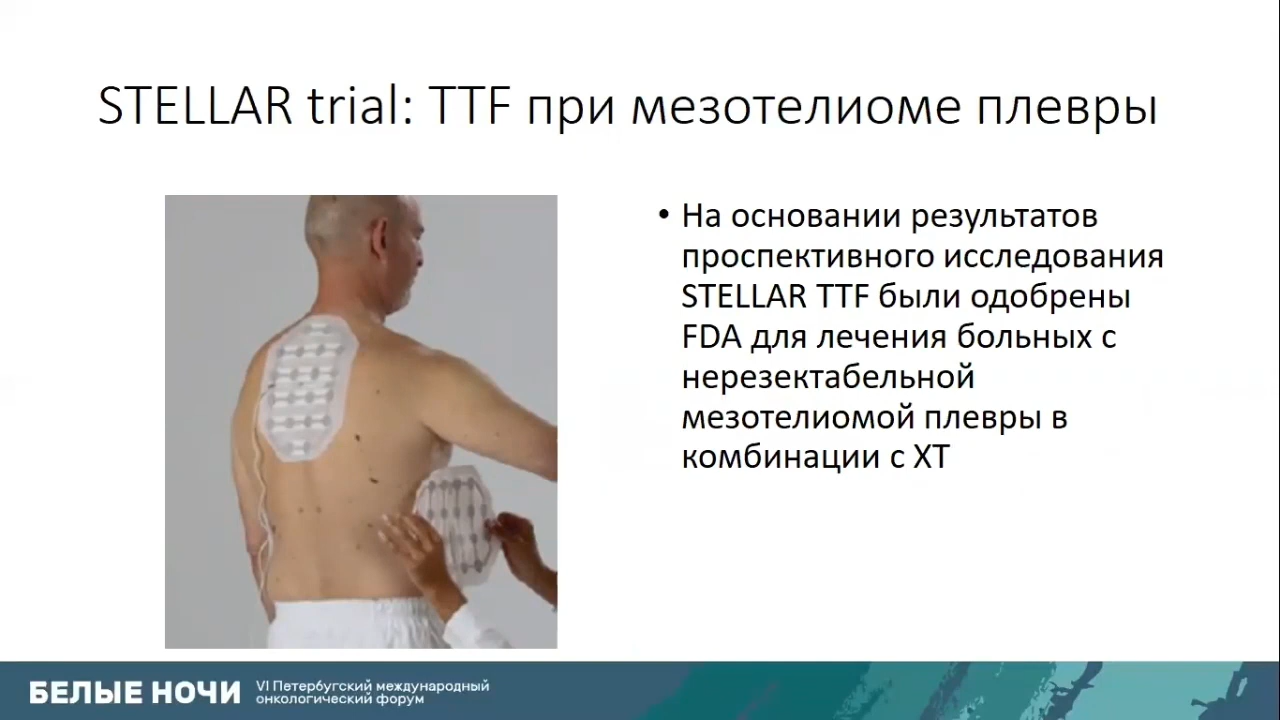 STELLAR trial: TTF при мезотелиоме плевры
• На основании результатов
проспективного исследования
STELLAR TTF были одобрены
FDA для лечения больных с
нерезектабельной
мезотелиомой плевры в
комбинации с ХТ
БЕЛЫЕ НОЧИ
VI Петербургский международный
онкологический форум